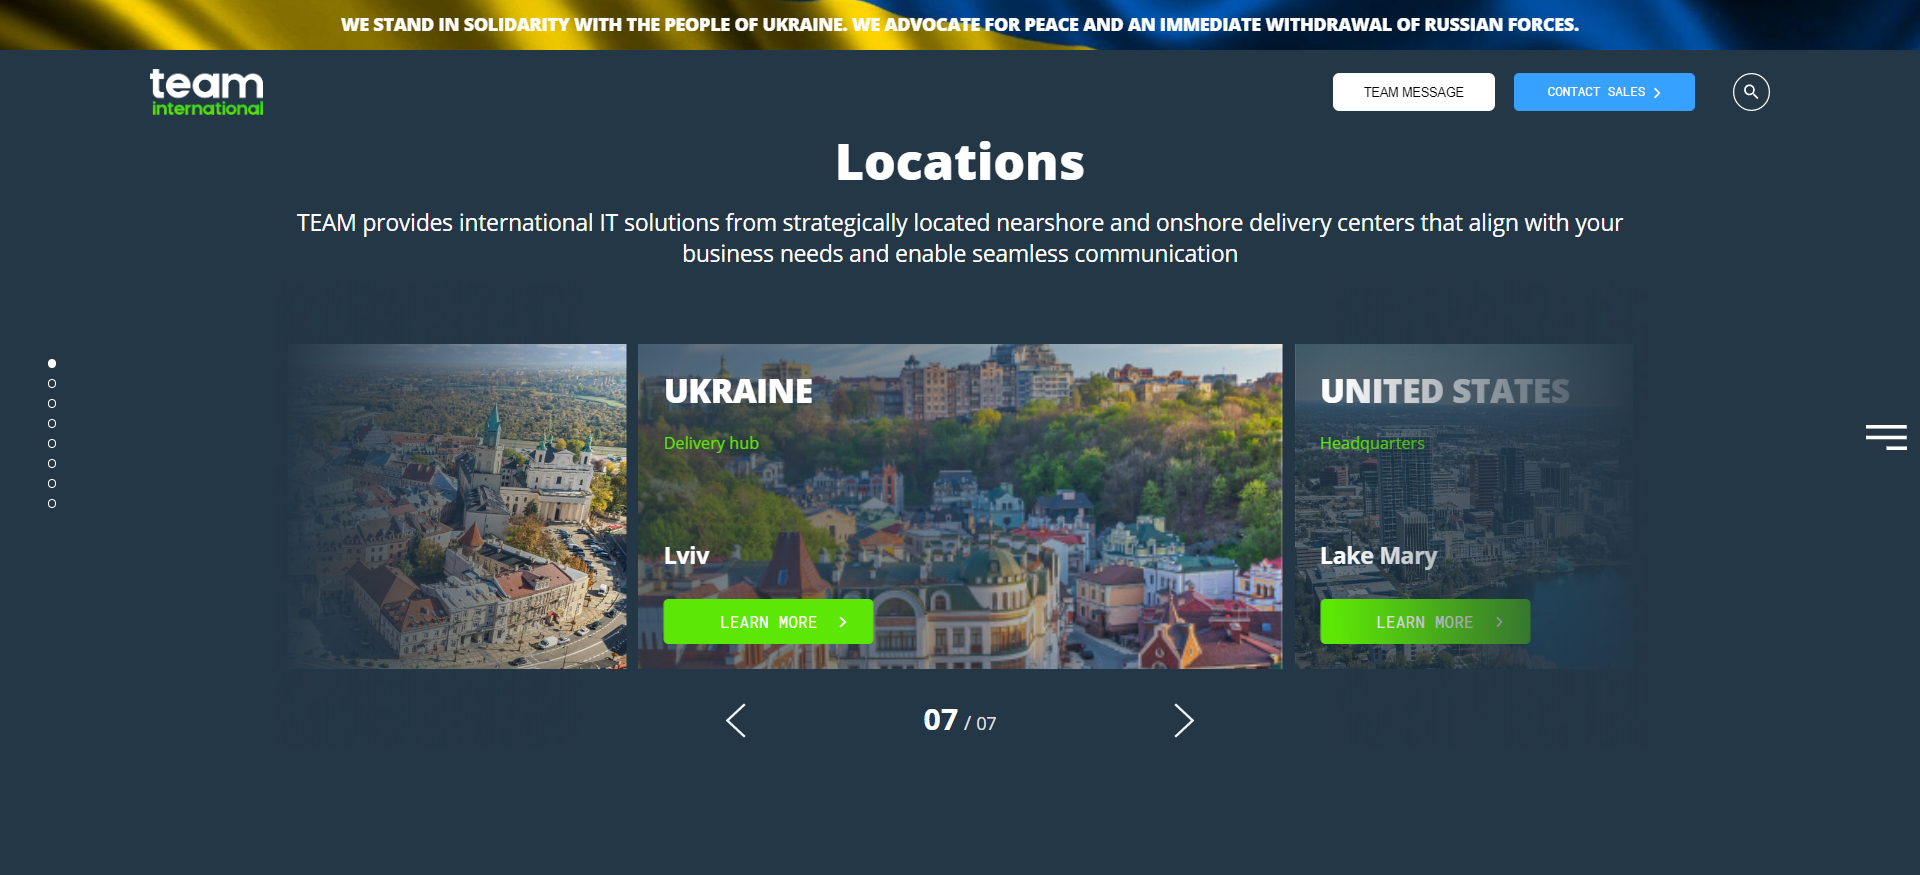 WE STAND IN SOLIDARITY WITH THE PEOPLE OF UKRAINE. WE ADVOCATE FOR PEACE AND AN IMMEDIATE WITHDRAWAL OF RUSSIAN FORCES.
team
international
TEAM MESSAGE
CONTACT SALES
Locations
TEAM provides international IT solutions from strategically located nearshore and onshore delivery centers that align with your
business needs and enable seamless communication
UKRAINE
Delivery hub
Lviv
LEARN MORE
UNITED STATES
Headquarters
Lake Mary
LEARN MORE
07 / 07